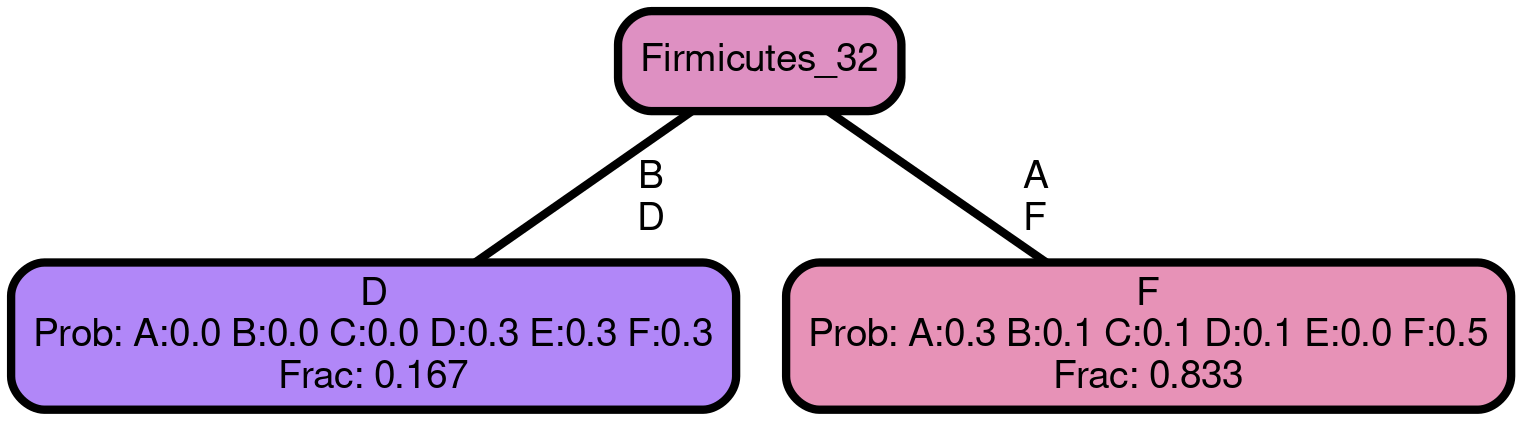 Firmicutes_32
B
D
A
F
D
Prob: A:0.0 B:0.0 C:0.0 D:0.3 E:0.3 F:0.3
Frac: 0.167
F
Prob: A:0.3 B:0.1 C:0.1 D:0.1 E:0.0 F:0.5
Frac: 0.833